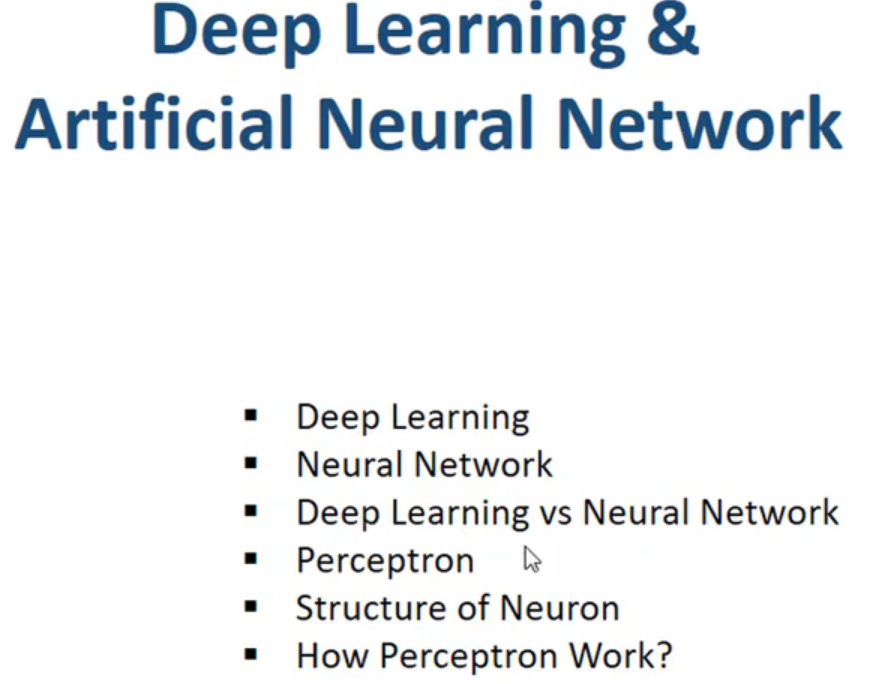 Deep Learning &
Artificial Neural Network
▪ Deep Learning
▪ Neural Network
▪ Deep Learning vs Neural Network
▪ Perceptron
▪ Structure of Neuron
▪ How Perceptron Work?